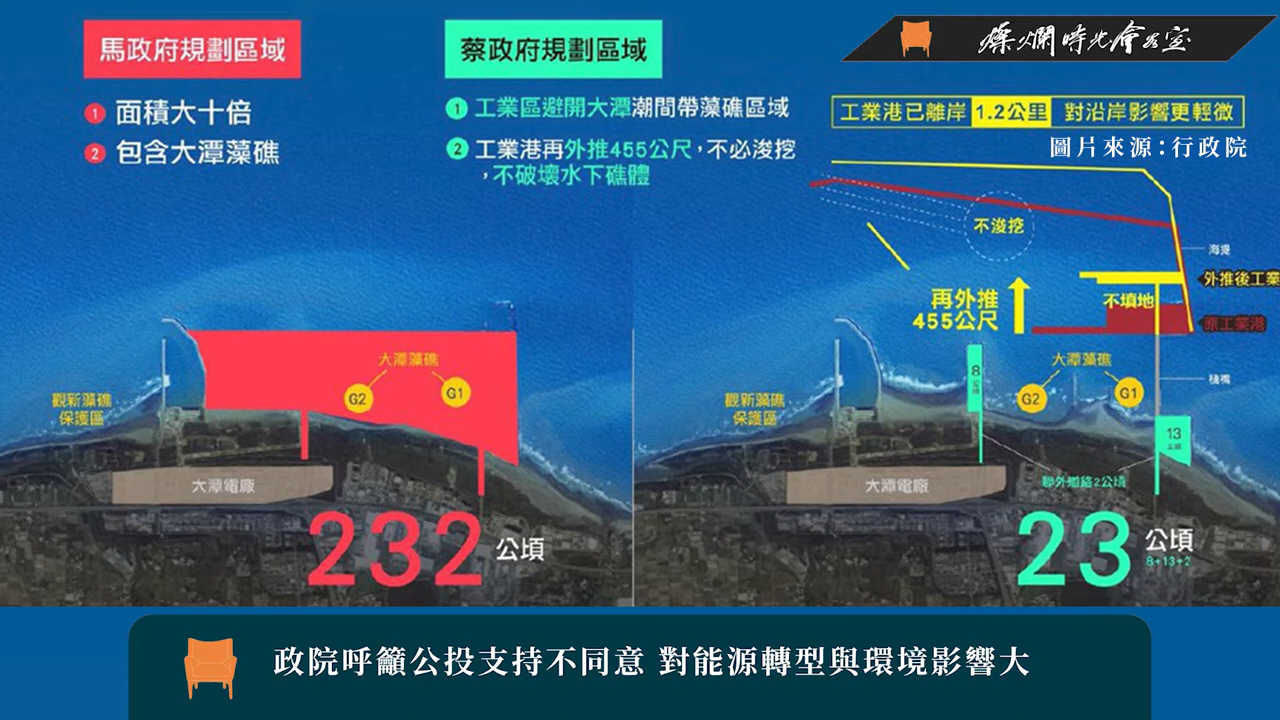 馬政府規劃區域
1 面積大十倍
2 包含大潭藻礁
大潭藻礁
G2
G1
觀新藻礁
保護區
大潭電廠
232 公頃
蔡政府規劃區域
1 工業區避開大潭潮間帶藻礁區域
2 工業港再外推455公尺，不必浚挖
，不破壞水下礁體
燦爛時光會客室
工業港已離岸 1.2公里 對沿岸影響更輕微
圖片來源：行政院
不浚挖
海堤
外推後工業
再外推
455公尺
不填地
原工業港
8
公頃
大潭藻礁
G2
G1
棧橋
觀新藻礁
保護區
13
公頃
大潭電廠
聯外道路2公頃
23 公頃
8+13+2
政院呼籲公投支持不同意 對能源轉型與環境影響大